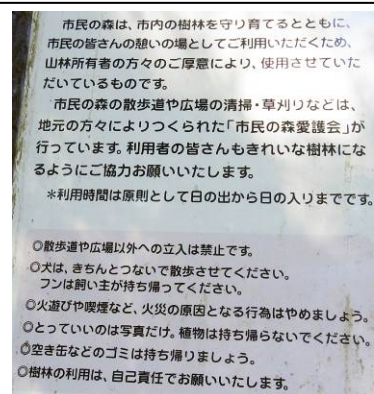 市民の森は、市内の樹林を守り育てるとともに、
市民の皆さんの憩いの場としてご利用いただくため、
山林所有者の方々のご厚意により、使用させていた
だいているものです。
市民の森の散歩道や広場の清掃・草刈りなどは、
地元の方々によりつくられた「市民の森愛護会」が
行っています。利用者の皆さんもきれいな樹林にな
るようにご協力お願いいたします。
＊利用時間は原則として日の出から日の入りまでです。
◎散歩道や広場以外への立入は禁止です。
◎犬は、きちんとつないで散歩させてください。
フンは飼い主が持ち帰ってください。
◎火遊びや喫煙など、火災の原因となる行為はやめましょう。
◎とっていいのは写真だけ。植物は持ち帰らないでください。
◎空き缶などのゴミは持ち帰りましょう。
◎樹林の利用は、自己責任でお願いいたします。